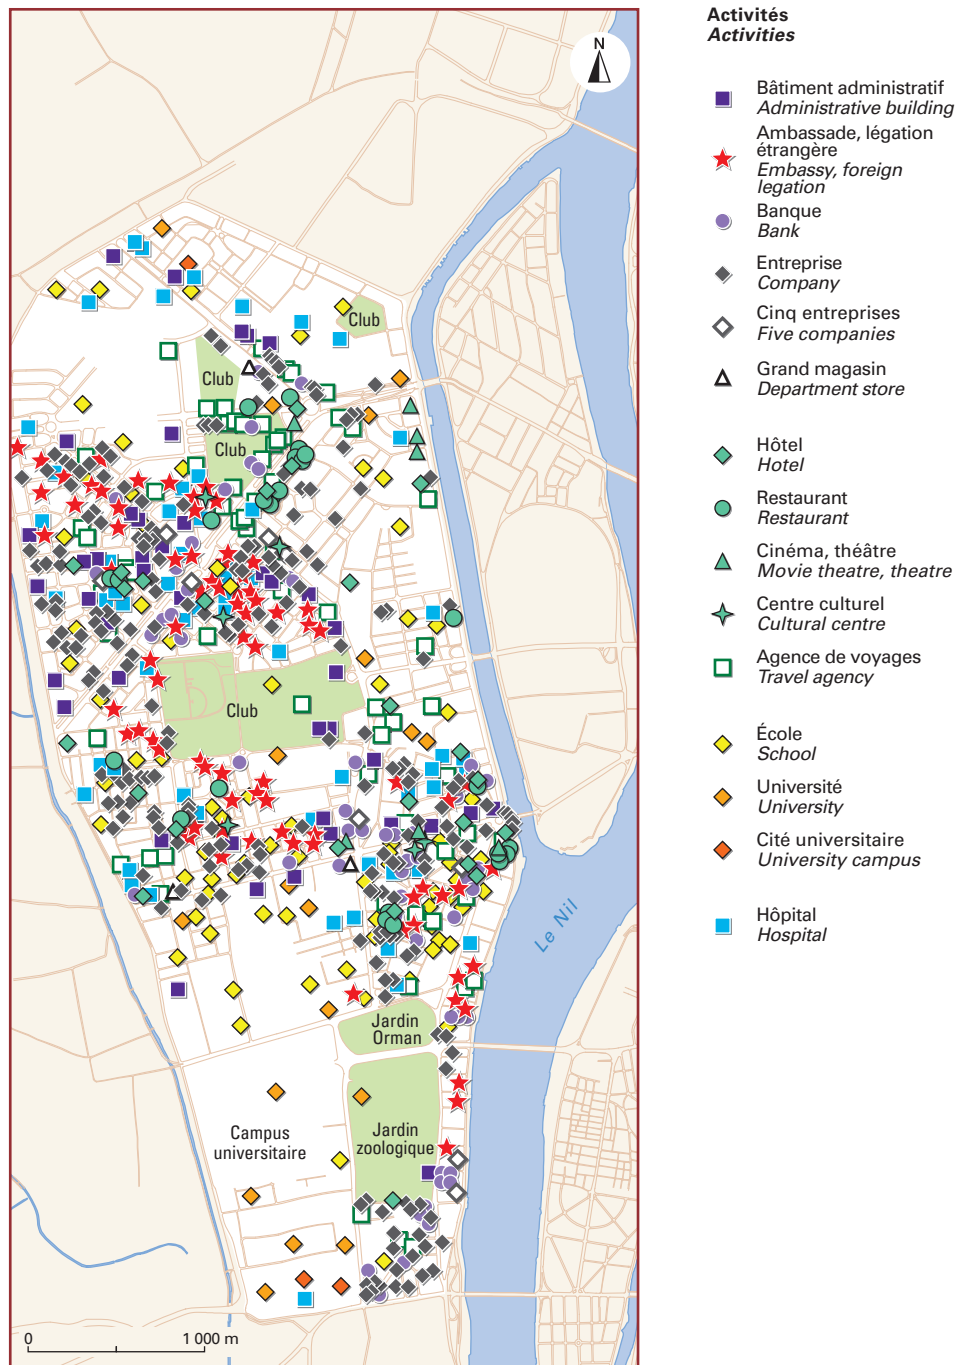 Activités
Activities
N
Bâtiment administratif
Administrative building
Ambassade, légation
étrangère
Embassy, foreign
legation
Banque
Bank
Entreprise
Company
Cinq entreprises
Five companies
Grand magasin
Department store
Hôtel
Hotel
Restaurant
Restaurant
Cinéma, théâtre
Movie theatre, theatre
Centre culturel
Cultural centre
Agence de voyages
Travel agency
École
School
Université
University
Cité universitaire
University campus
Hôpital
Hospital
Club
Club
Club
Club
Le Nil
Jardin
Orman
Campus
universitaire
Jardin
zoologique
0
1 000 m